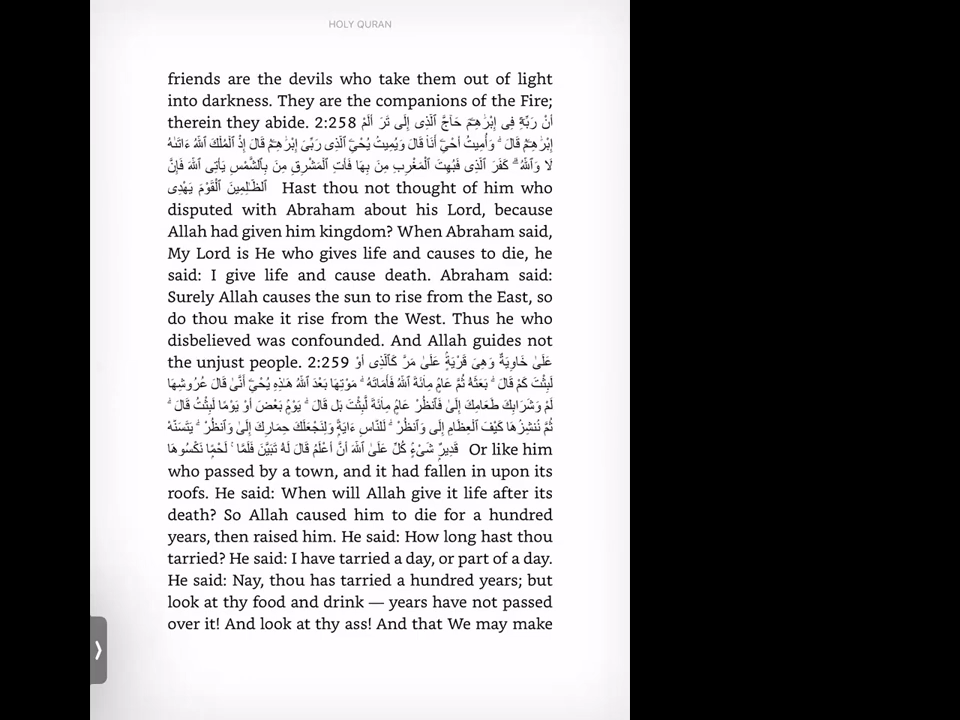 HOLY QURAN
friends are the devils who take them out of light
into darkness. They are the companions of the Fire;
therein they abide. 2:258 أَنْ رَبِّهِۦٓ فِى إِبْرَٰهِـۧمَ حَآجَّ ٱلَّذِى إِلَى تَرَ أَلَمْ
إِبْرَٰهِـۧمُ قَالَ ۖ وَأُمِيتُ أُحْىِۦ أَنَا۠ قَالَ وَيُمِيتُ يُحْىِۦ ٱلَّذِى رَبِّىَ إِبْرَٰهِـۧمُ قَالَ إِذْ ٱلْمُلْكَ ٱللَّهُ ءَاتَىٰهُ
لَا وَٱللَّهُ ۗ كَفَرَ ٱلَّذِى فَبُهِتَ ٱلْمَغْرِبِ مِنَ بِهَا فَأْتِ ٱلْمَشْرِقِ مِنَ بِٱلشَّمْسِ يَأْتِى ٱللَّهَ فَإِنَّ
ٱلظَّـٰلِمِينَ ٱلْقَوْمَ يَهْدِى Hast thou not thought of him who
disputed with Abraham about his Lord, because
Allah had given him kingdom? When Abraham said,
My Lord is He who gives life and causes to die, he
said: I give life and cause death. Abraham said:
Surely Allah causes the sun to rise from the East, so
do thou make it rise from the West. Thus he who
disbelieved was confounded. And Allah guides not
the unjust people. 2:259 عَلَىٰ خَاوِيَةٌ وَهِىَ قَرْيَةٍ عَلَىٰ مَرَّ كَٱلَّذِى أَوْ
لَبِثْتَ كَمْ قَالَ ۖ بَعَثَهُۥ ثُمَّ عَامٍ مِا۟ئَةَ ٱللَّهُ فَأَمَاتَهُ ۖ مَوْتِهَا بَعْدَ ٱللَّهُ هَـٰذِهِ يُحْىِۦ أَنَّىٰ قَالَ عُرُوشِهَا
لَمْ وَشَرَابِكَ طَعَامِكَ إِلَىٰ فَٱنظُرْ عَامٍ مِا۟ئَةَ لَّبِثْتَ بَل قَالَ ۖ يَوْمٍ بَعْضَ أَوْ يَوْمًا لَبِثْتُ قَالَ ۖ
ثُمَّ نُنشِزُهَا كَيْفَ ٱلْعِظَامِ إِلَى وَٱنظُرْ ۖ لِّلنَّاسِ ءَايَةً وَلِنَجْعَلَكَ حِمَارِكَ إِلَىٰ وَٱنظُرْ ۖ يَتَسَنَّهْ
قَدِيرٌ شَىْءٍ كُلِّ عَلَىٰ ٱللَّهَ أَنَّ أَعْلَمُ قَالَ لَهُۥ تَبَيَّنَ فَلَمَّا ۚ لَحْمًا نَكْسُوهَا Or like him
who passed by a town, and it had fallen in upon its
roofs. He said: When will Allah give it life after its
death? So Allah caused him to die for a hundred
years, then raised him. He said: How long hast thou
tarried? He said: I have tarried a day, or part of a day.
He said: Nay, thou has tarried a hundred years; but
look at thy food and drink — years have not passed
over it! And look at thy ass! And that We may make